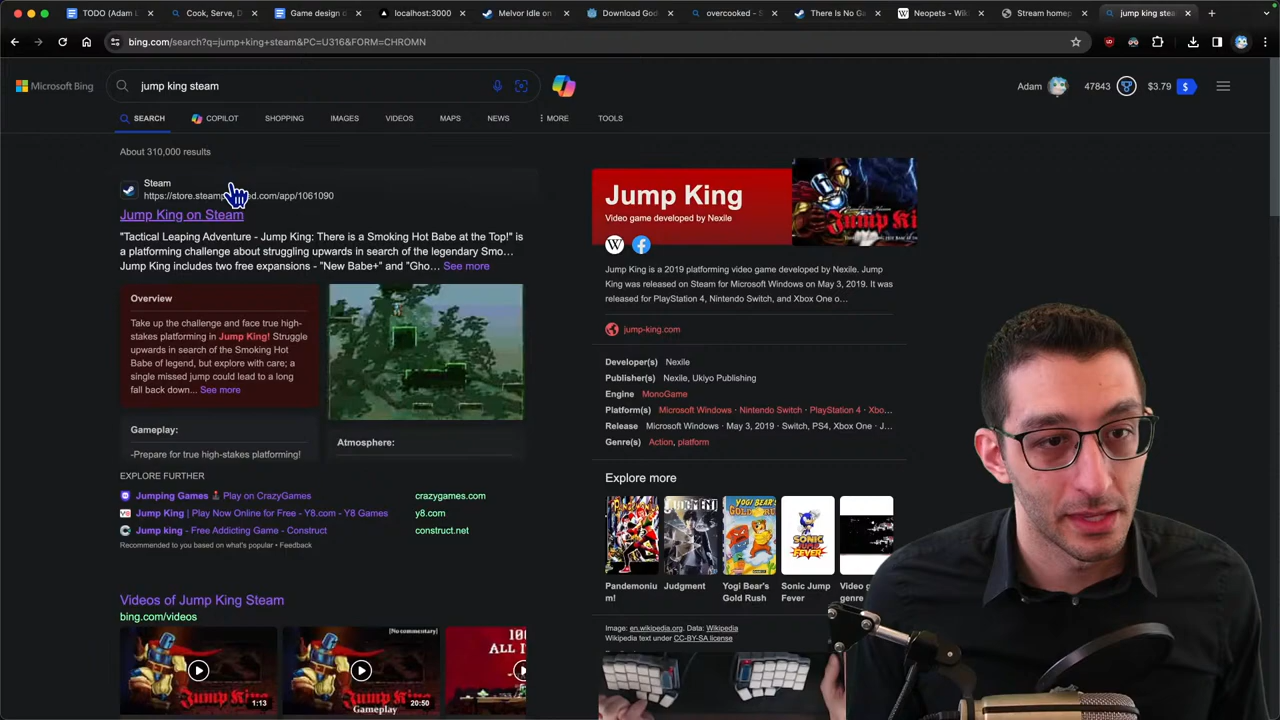 TODO (Adam L
Cook, Serve, D
Game design d
localhost:3000
Melvor Idle on
Download God
overcooked - S
There Is No Ga
Neopets - Wiki
Stream homep
jump king stea
bing.com/search?q=jump+king+steam&PC=U316&FORM=CHROMN
Microsoft Bing
jump king steam
Adam
47843
$3.79
SEARCH
COPILOT
SHOPPING
IMAGES
VIDEOS
MAPS
NEWS
MORE
TOOLS
About 310,000 results
Steam
https://store.steamp ed.com/app/1061090
Jump King on Steam
"Tactical Leaping Adventure - Jump King: There is a Smoking Hot Babe at the Top!" is
a platforming challenge about struggling upwards in search of the legendary Smo…
Jump King includes two free expansions - "New Babe+" and "Gho… See more
Overview
Take up the challenge and face true high-
stakes platforming in Jump King! Struggle
upwards in search of the Smoking Hot
Babe of legend, but explore with care; a
single missed jump could lead to a long
fall back down... See more
Gameplay:
-Prepare for true high-stakes platforming!
Atmosphere:
EXPLORE FURTHER
Jumping Games Play on CrazyGames
crazygames.com
Jump King | Play Now Online for Free - Y8.com - Y8 Games
y8.com
Jump king - Free Addicting Game - Construct
construct.net
Recommended to you based on what's popular • Feedback
Videos of Jump King Steam
bing.com/videos
Jump King
1:13
[No commentary]
Jump King
Gameplay
20:50
ALL I
Jump King
Video game developed by Nexile
Jump Ki
Jump King is a 2019 platforming video game developed by Nexile. Jump
King was released on Steam for Microsoft Windows on May 3, 2019. It was
released for PlayStation 4, Nintendo Switch, and Xbox One o…
jump-king.com
Developer(s) Nexile
Publisher(s) Nexile, Ukiyo Publishing
Engine MonoGame
Platform(s) Microsoft Windows · Nintendo Switch · PlayStation 4 · Xbo…
Release Microsoft Windows · May 3, 2019 · Switch, PS4, Xbox One · J…
Genre(s) Action, platform
Explore more
Pandemoniu
m!
Judgment
Yogi Bear's
Gold Rush
Sonic Jump
Fever
Video g
genre
Image: en.wikipedia.org. Data: Wikipedia
Wikipedia text under CC-BY-SA license